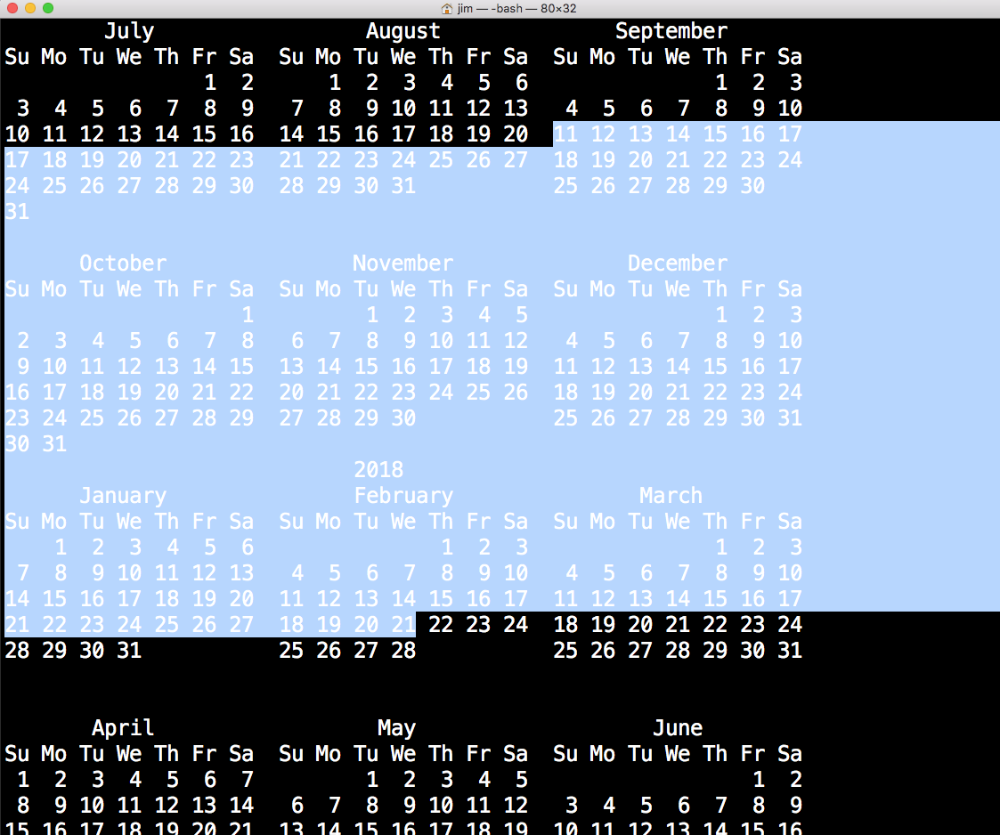 jim — -bash — 80×32
July August September
Su Mo Tu We Th Fr Sa Su Mo Tu We Th Fr Sa Su Mo Tu We Th Fr Sa
1 2 1 2 3 4 5 6 1 2 3
3 4 5 6 7 8 9 7 8 9 10 11 12 13 4 5 6 7 8 9 10
10 11 12 13 14 15 16 14 15 16 17 18 19 20 11 12 13 14 15 16 17
17 18 19 20 21 22 23 21 22 23 24 25 26 27 18 19 20 21 22 23 24
24 25 26 27 28 29 30 28 29 30 31 25 26 27 28 29 30
31
October November December
Su Mo Tu We Th Fr Sa Su Mo Tu We Th Fr Sa Su Mo Tu We Th Fr Sa
1 1 2 3 4 5 1 2 3
2 3 4 5 6 7 8 6 7 8 9 10 11 12 4 5 6 7 8 9 10
9 10 11 12 13 14 15 13 14 15 16 17 18 19 11 12 13 14 15 16 17
16 17 18 19 20 21 22 20 21 22 23 24 25 26 18 19 20 21 22 23 24
23 24 25 26 27 28 29 27 28 29 30 25 26 27 28 29 30 31
30 31
2018
January February March
Su Mo Tu We Th Fr Sa Su Mo Tu We Th Fr Sa Su Mo Tu We Th Fr Sa
1 2 3 4 5 6 1 2 3 1 2 3
7 8 9 10 11 12 13 4 5 6 7 8 9 10 4 5 6 7 8 9 10
14 15 16 17 18 19 20 11 12 13 14 15 16 17 11 12 13 14 15 16 17
21 22 23 24 25 26 27 18 19 20 21 22 23 24 18 19 20 21 22 23 24
28 29 30 31 25 26 27 28 25 26 27 28 29 30 31
April May June
Su Mo Tu We Th Fr Sa Su Mo Tu We Th Fr Sa Su Mo Tu We Th Fr Sa
1 2 3 4 5 6 7 1 2 3 4 5 1 2
8 9 10 11 12 13 14 6 7 8 9 10 11 12 3 4 5 6 7 8 9
15 16 17 18 19 20 21 13 14 15 16 17 18 19 10 11 12 13 14 15 16